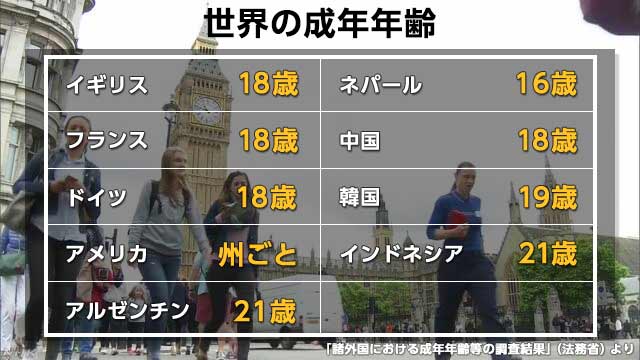 世界の成年年齢
イギリス 18歳
ネパール 16歳
フランス 18歳
中国 18歳
ドイツ 18歳
韓国 19歳
アメリカ 州ごと
インドネシア 21歳
アルゼンチン 21歳
「諸外国における成年年齢等の調査結果」(法務省)より